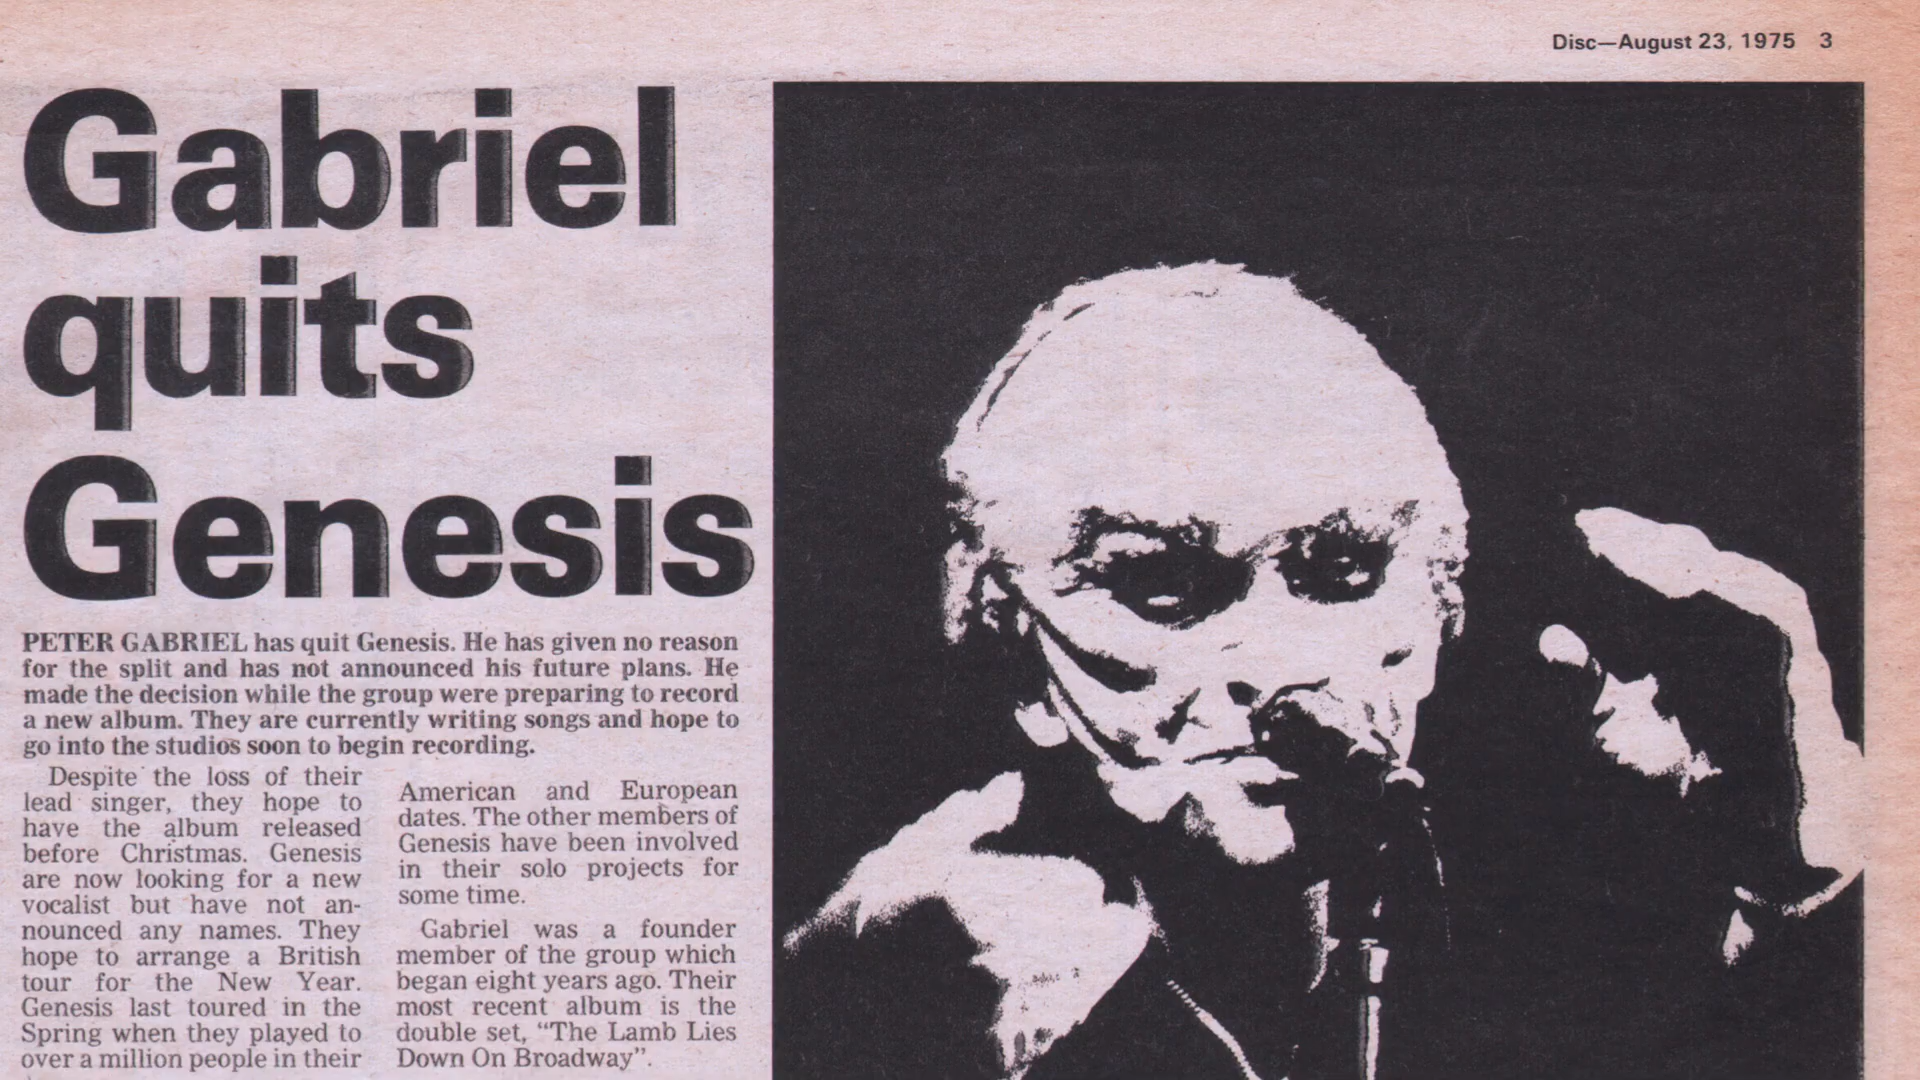 Disc—August 23, 1975 3
Gabriel
quits
Genesis
PETER GABRIEL has quit Genesis. He has given no reason
for the split and has not announced his future plans. He
made the decision while the group were preparing to record
a new album. They are currently writing songs and hope to
go into the studios soon to begin recording.
Despite the loss of their
lead singer, they hope to
have the album released
before Christmas. Genesis
are now looking for a new
vocalist but have not an-
nounced any names. They
hope to arrange a British
tour for the New Year.
Genesis last toured in the
Spring when they played to
over a million people in their
American and European
dates. The other members of
Genesis have been involved
in their solo projects for
some time.
Gabriel was a founder
member of the group which
began eight years ago. Their
most recent album is the
double set, “The Lamb Lies
Down On Broadway”.